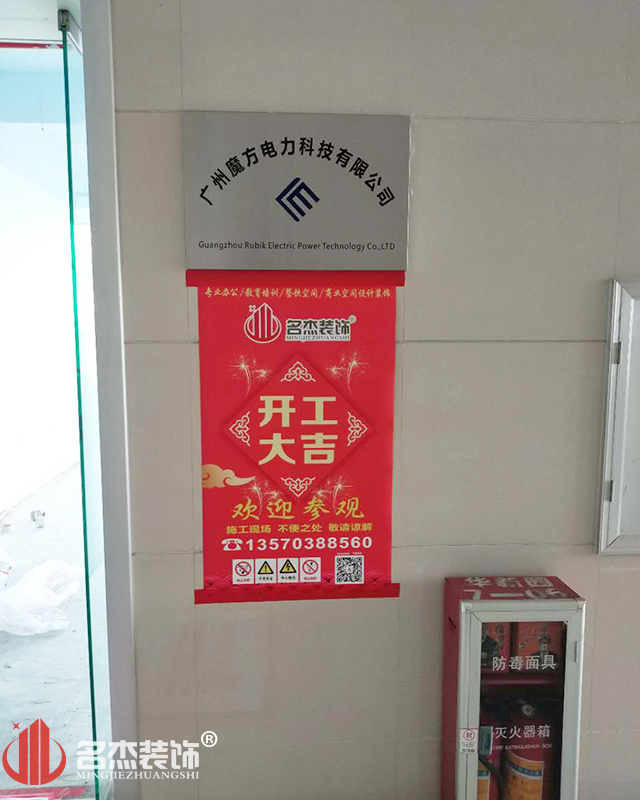 广州魔方电力科技有限公司
Guangzhou Rubik Electric Power Technology Co.,LTD
专业办公/教育培训/餐饮空间/商业空间设计装饰
名杰装饰®
MINGJIEZHUANGSHI
开工
大吉
欢迎参观
施工现场 不便之处 敬请谅解
☎13570388560
防毒面具
灭火器箱
FIRE EXTINGUISHER BOX
名杰装饰®
MINGJIEZHUANGSHI